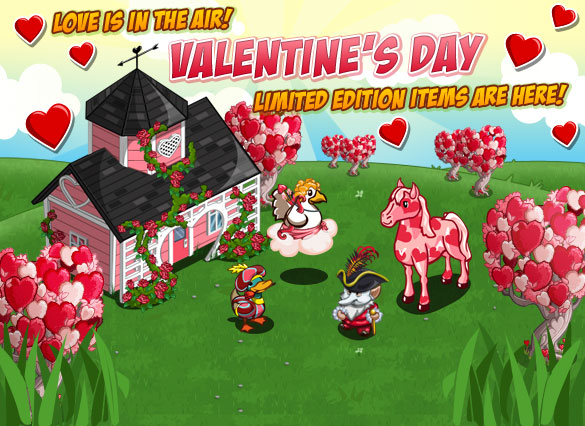 LOVE IS IN THE AIR!
VALENTINE'S DAY
LIMITED EDITION ITEMS ARE HERE!